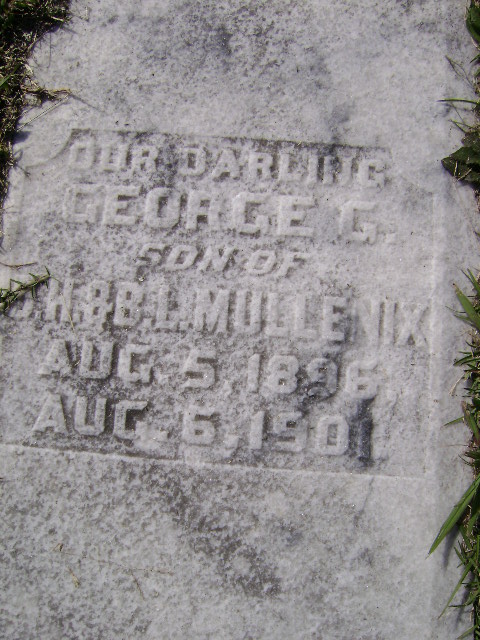 OUR DARLING
GEORGE G.
SON OF
H. & B. L. MULLENIX
AUG. 5, 1896
AUG. 6, 1901